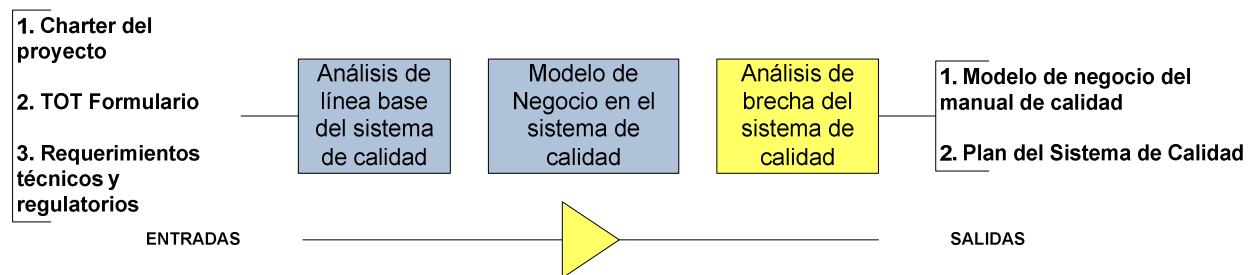 1. Charter del
proyecto
2. TOT Formulario
3. Requerimientos
técnicos y
regulatorios
Análisis de
línea base
del sistema
de calidad
Modelo de
Negocio en el
sistema de
calidad
Análisis de
brecha del
sistema de
calidad
1. Modelo de negocio del
manual de calidad
2. Plan del Sistema de Calidad
ENTRADAS
SALIDAS